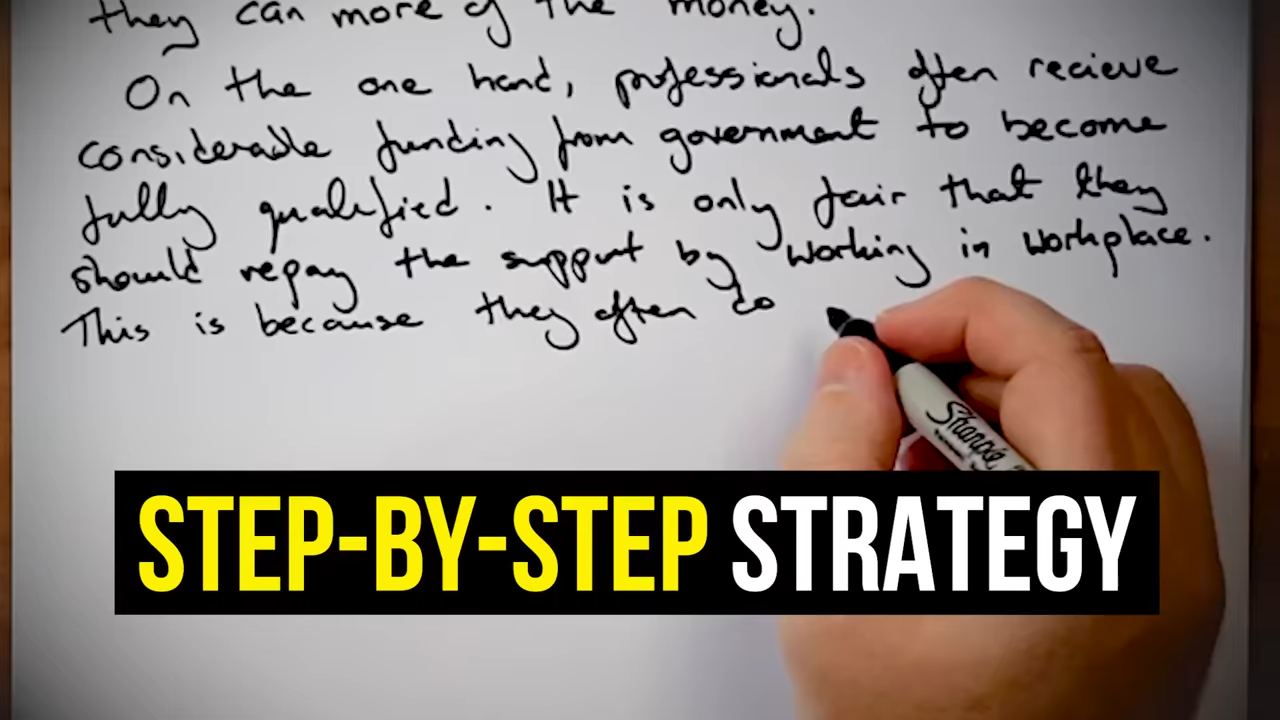 they can more of the money.
On the one hand, professionals often recieve
considerable funding from government to become
fully qualified. It is only fair that they
should repay the support by working in workplace.
This is because they often do
Sharpie
STEP-BY-STEP STRATEGY